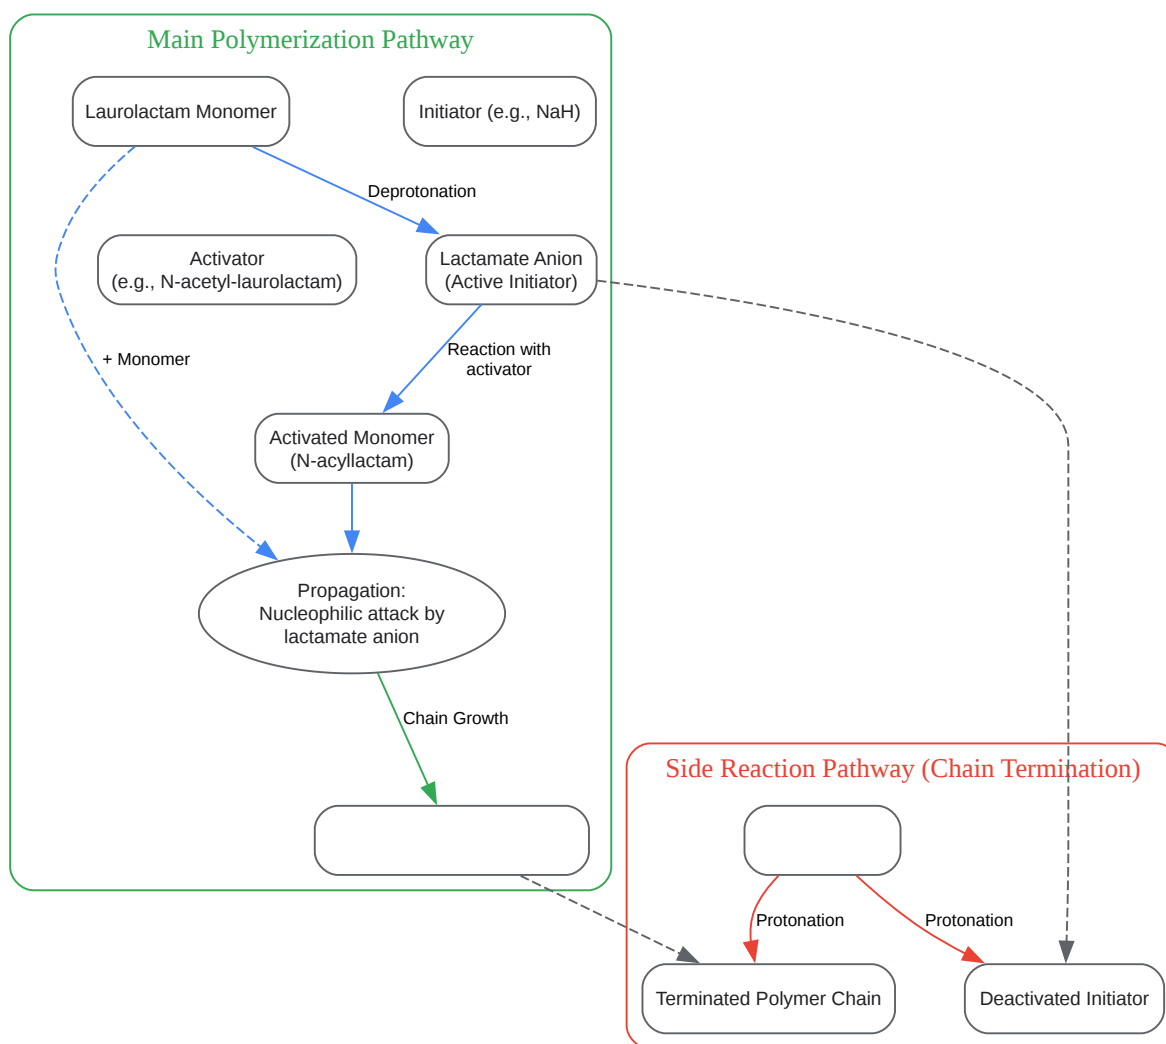 Main Polymerization Pathway
Laurolactam Monomer
Initiator (e.g., NaH)
Deprotonation
Activator
(e.g., N-acetyl-laurolactam)
Lactamate Anion
(Active Initiator)
+ Monomer
Reaction with
activator
Activated Monomer
(N-acyllactam)
Propagation:
Nucleophilic attack by
lactamate anion
Chain Growth
Side Reaction Pathway (Chain Termination)
Protonation
Protonation
Terminated Polymer Chain
Deactivated Initiator